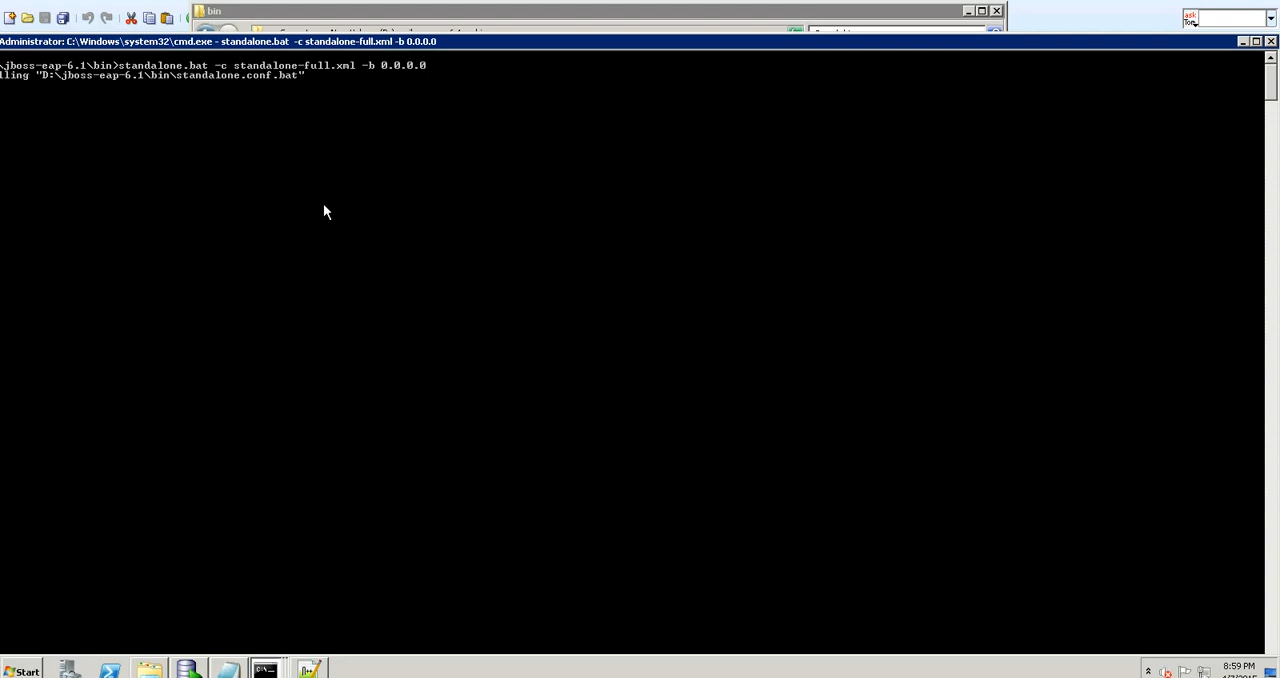 bin
Administrator: C:\Windows\system32\cmd.exe - standalone.bat -c standalone-full.xml -b 0.0.0.0
\jboss-eap-6.1\bin>standalone.bat -c standalone-full.xml -b 0.0.0.0
lling "D:\jboss-eap-6.1\bin\standalone.conf.bat"
ask
Tom
Start
8:59 PM